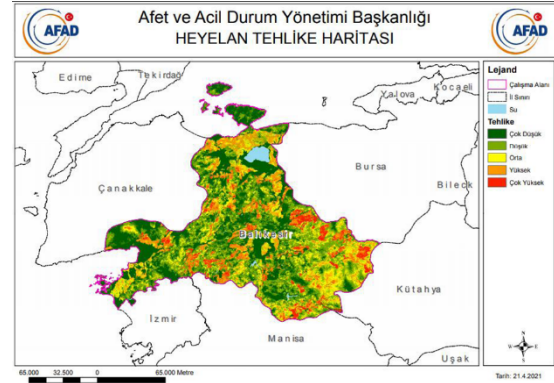 AFAD
Afet ve Acil Durum Yönetimi Başkanlığı
HEYELAN TEHLİKE HARİTASI
AFAD
Edirne
Tekirdağ
Kocaeli
Yalova
Bursa
Bilecik
Çanakkale
Balıkesir
Kütahya
İzmir
Manisa
Uşak
Lejand
Çalışma Alanı
İl Sınırı
Su
Tehlike
Çok Düşük
Düşük
Orta
Yüksek
Çok Yüksek
W
E
65.000 32.500 0 65.000 Metre
Tarih: 21.4.2021